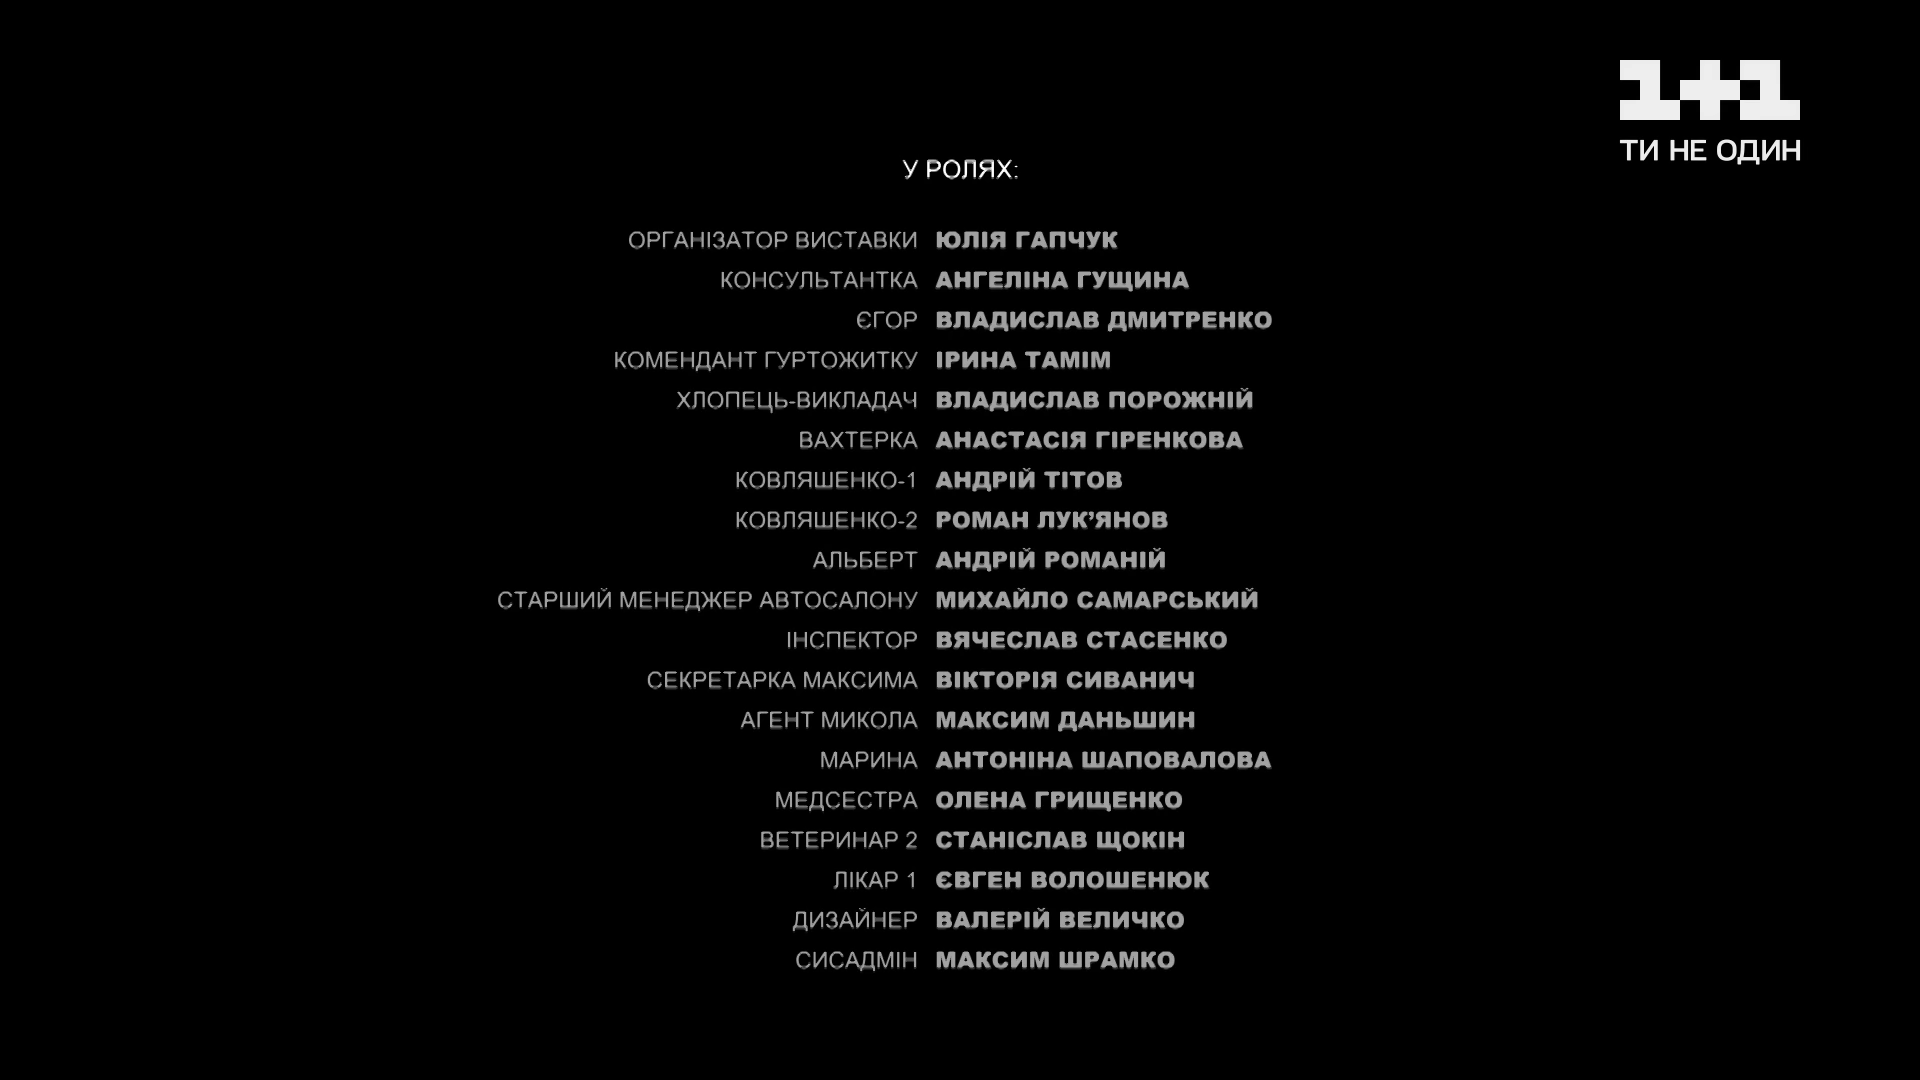 1+1
ТИ НЕ ОДИН
У РОЛЯХ:
ОРГАНІЗАТОР ВИСТАВКИ ЮЛІЯ ГАПЧУК
КОНСУЛЬТАНТКА АНГЕЛІНА ГУЩИНА
ЄГОР ВЛАДИСЛАВ ДМИТРЕНКО
КОМЕНДАНТ ГУРТОЖИТКУ ІРИНА ТАМІМ
ХЛОПЕЦЬ-ВИКЛАДАЧ ВЛАДИСЛАВ ПОРОЖНІЙ
ВАХТЕРКА АНАСТАСІЯ ГІРЕНКОВА
КОВЛЯШЕНКО-1 АНДРІЙ ТІТОВ
КОВЛЯШЕНКО-2 РОМАН ЛУК’ЯНОВ
АЛЬБЕРТ АНДРІЙ РОМАНІЙ
СТАРШИЙ МЕНЕДЖЕР АВТОСАЛОНУ МИХАЙЛО САМАРСЬКИЙ
ІНСПЕКТОР ВЯЧЕСЛАВ СТАСЕНКО
СЕКРЕТАРКА МАКСИМА ВІКТОРІЯ СИВАНИЧ
АГЕНТ МИКОЛА МАКСИМ ДАНЬШИН
МАРИНА АНТОНІНА ШАПОВАЛОВА
МЕДСЕСТРА ОЛЕНА ГРИЩЕНКО
ВЕТЕРИНАР 2 СТАНІСЛАВ ЩОКІН
ЛІКАР 1 ЄВГЕН ВОЛОШЕНЮК
ДИЗАЙНЕР ВАЛЕРІЙ ВЕЛИЧКО
СИСАДМІН МАКСИМ ШРАМКО